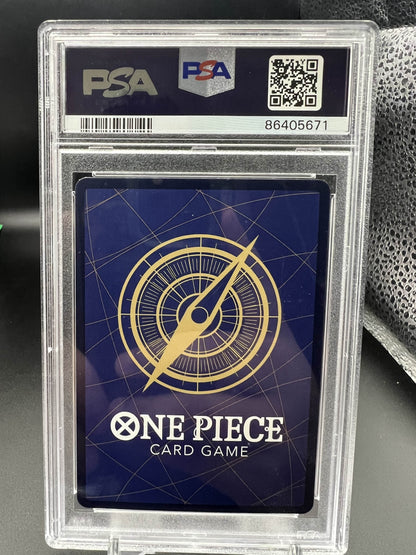 PSA PSA
86405671
ONE PIECE
CARD GAME